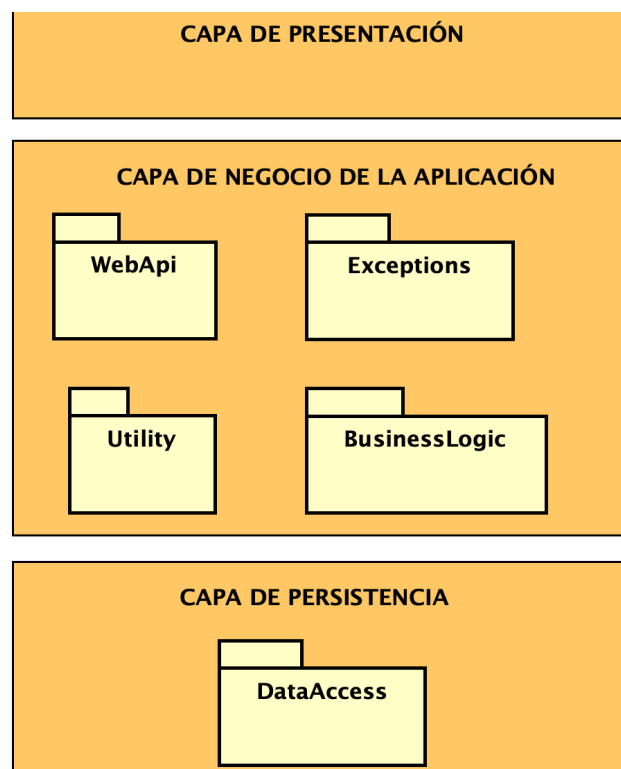 CAPA DE PRESENTACIÓN
CAPA DE NEGOCIO DE LA APLICACIÓN
WebApi
Exceptions
Utility
BusinessLogic
CAPA DE PERSISTENCIA
DataAccess